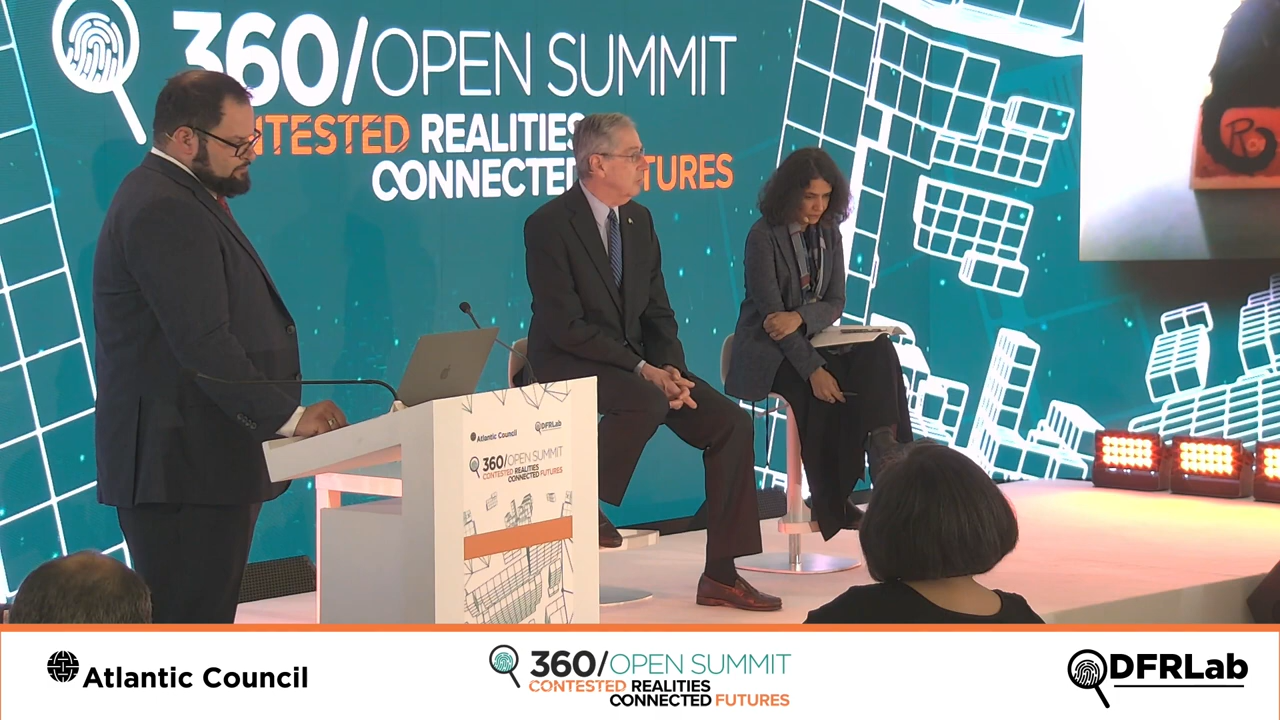 360/OPEN SUMMIT
NTESTED REALITIES
CONNECTED FUTURES
Atlantic Council
DFRLab
360/OPEN SUMMIT
CONTESTED REALITIES
CONNECTED FUTURES
Atlantic Council
360/OPEN SUMMIT
CONTESTED REALITIES
CONNECTED FUTURES
DFRLab